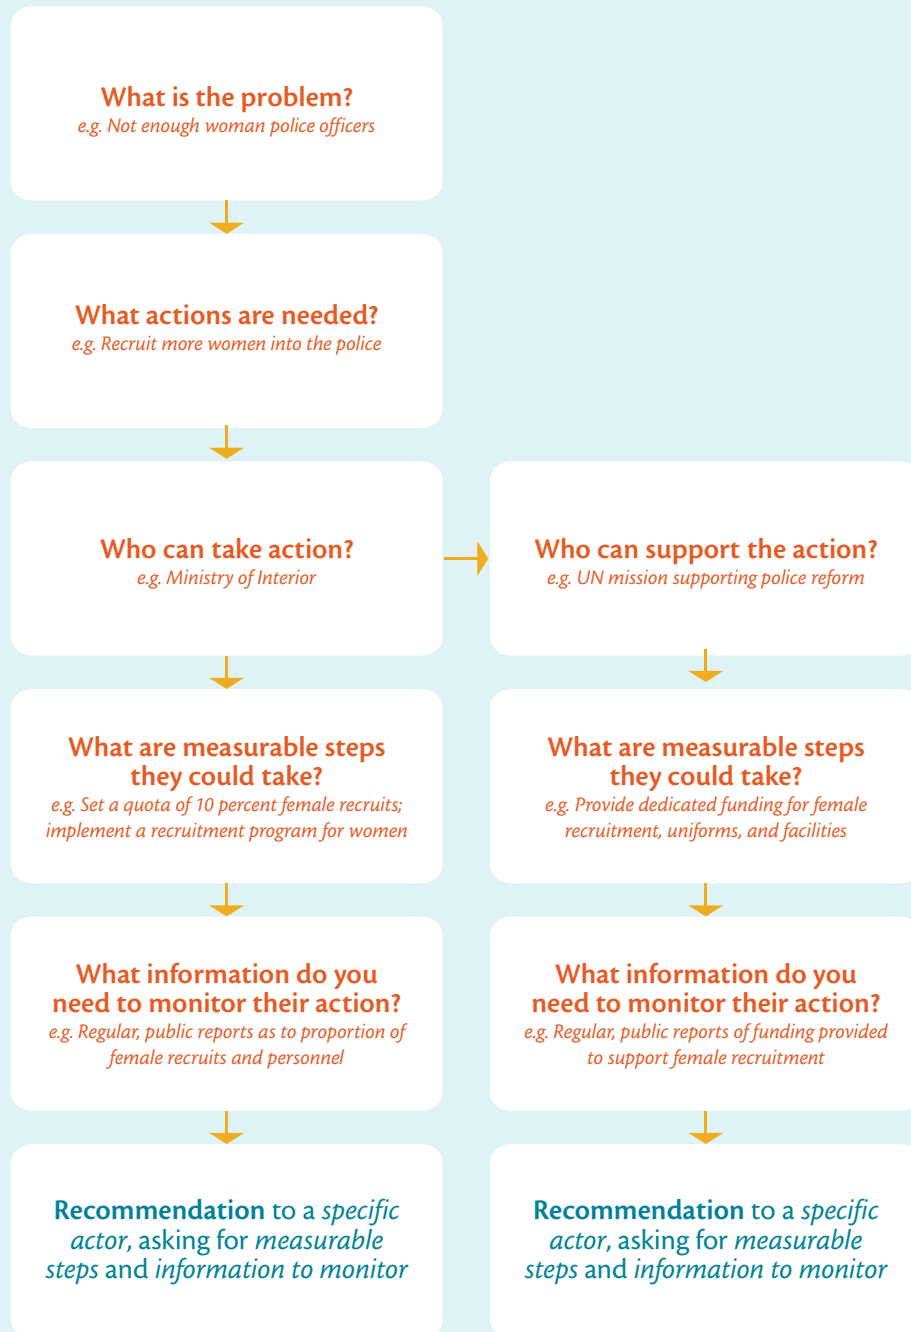 What is the problem?
e.g. Not enough woman police officers
What actions are needed?
e.g. Recruit more women into the police
Who can take action?
e.g. Ministry of Interior
Who can support the action?
e.g. UN mission supporting police reform
What are measurable steps
they could take?
e.g. Set a quota of 10 percent female recruits;
implement a recruitment program for women
What are measurable steps
they could take?
e.g. Provide dedicated funding for female
recruitment, uniforms, and facilities
What information do you
need to monitor their action?
e.g. Regular, public reports as to proportion of
female recruits and personnel
What information do you
need to monitor their action?
e.g. Regular, public reports of funding provided
to support female recruitment
Recommendation to a specific
actor, asking for measurable
steps and information to monitor
Recommendation to a specific
actor, asking for measurable
steps and information to monitor